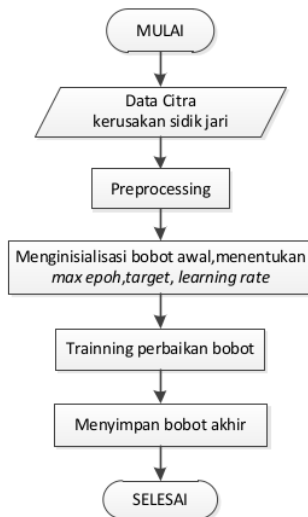 MULAI
Data Citra
kerusakan sidik jari
Preprocessing
Menginisialisasi bobot awal,menentukan
max epoh,target, learning rate
Trainning perbaikan bobot
Menyimpan bobot akhir
SELESAI